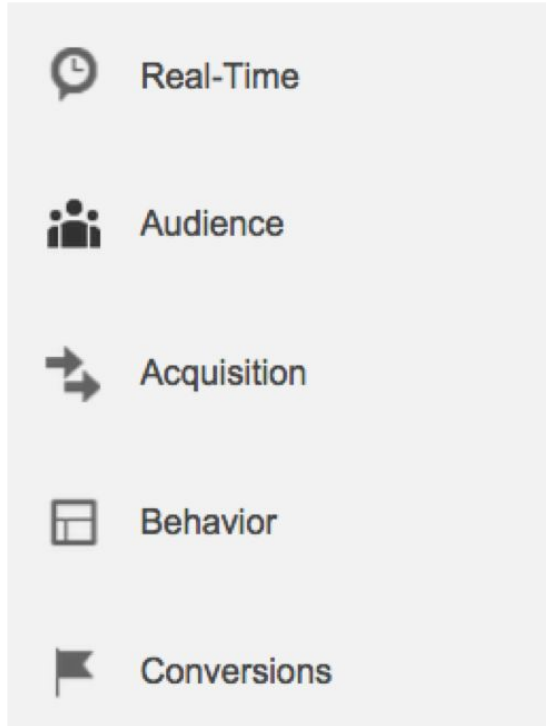 Real-Time
Audience
Acquisition
Behavior
Conversions